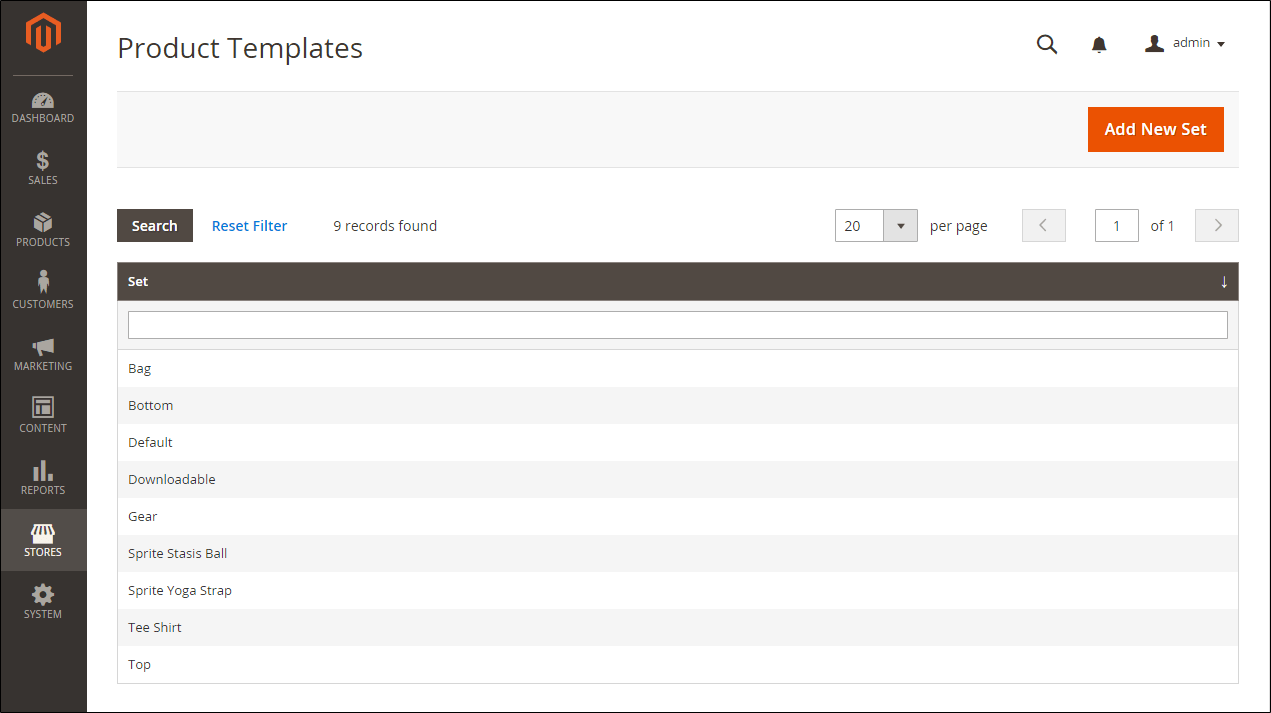 Product Templates
admin
DASHBOARD
SALES
PRODUCTS
CUSTOMERS
MARKETING
CONTENT
REPORTS
STORES
SYSTEM
Add New Set
Search Reset Filter 9 records found 20 per page 1 of 1
Set ↓
Bag
Bottom
Default
Downloadable
Gear
Sprite Stasis Ball
Sprite Yoga Strap
Tee Shirt
Top